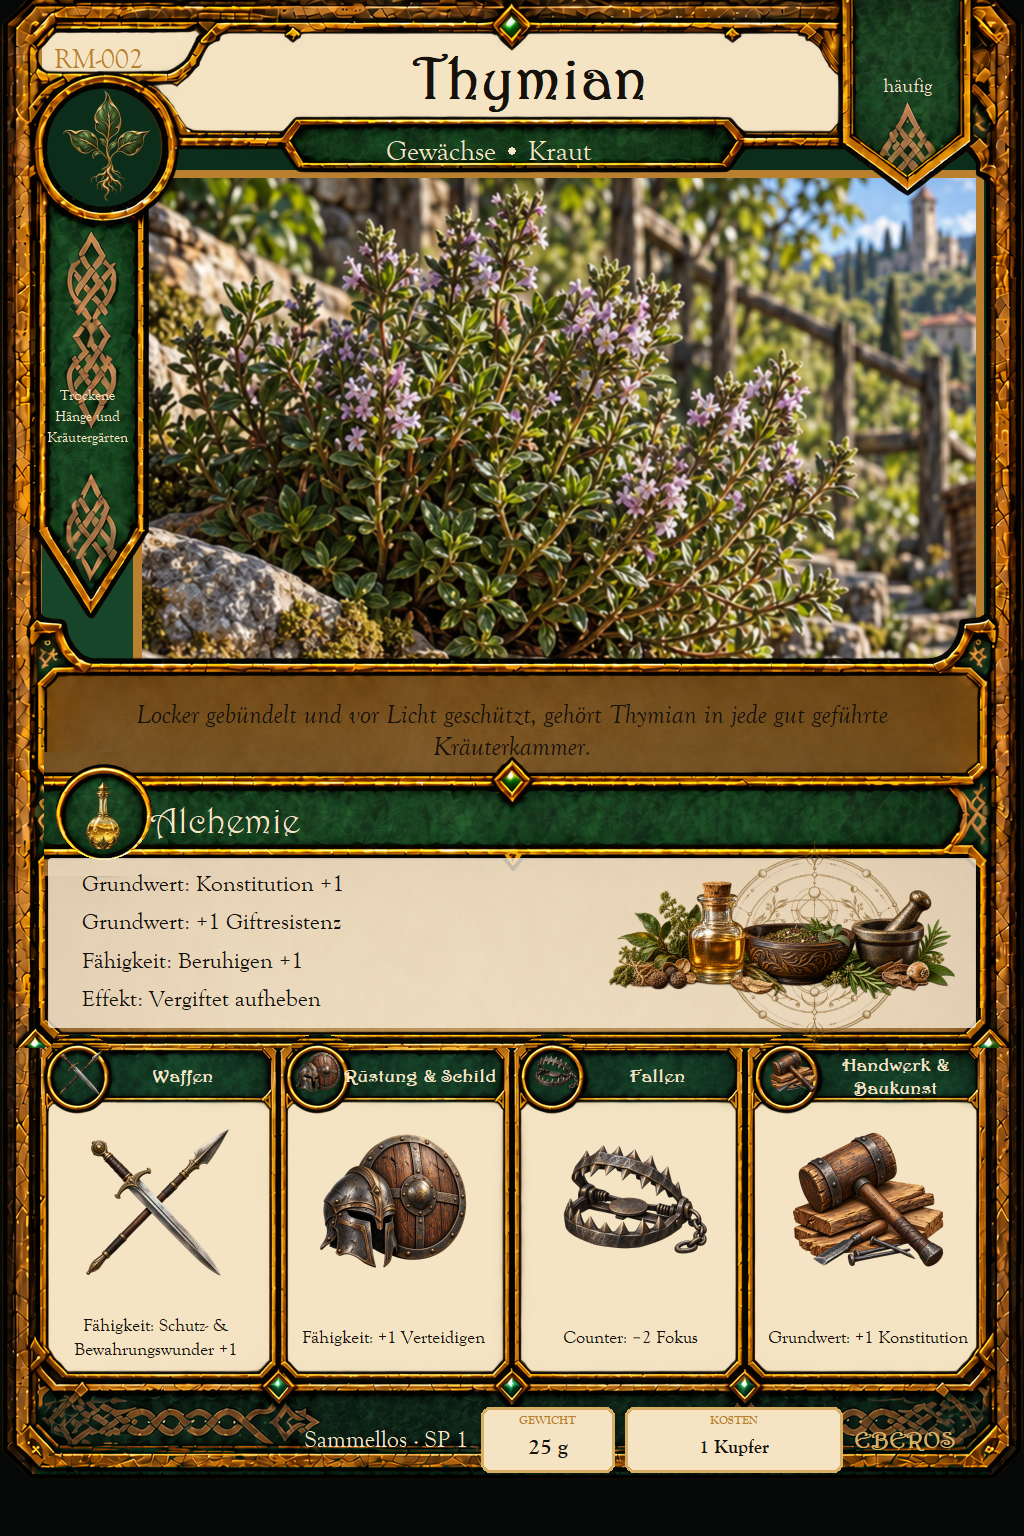 RM-002
Thymian
häufig
Gewächse • Kraut
Trockene
Hänge und
Kräutergärten
Locker gebündelt und vor Licht geschützt, gehört Thymian in jede gut geführte
Kräuterkammer.
Alchemie
Grundwert: Konstitution +1
Grundwert: +1 Giftresistenz
Fähigkeit: Beruhigen +1
Effekt: Vergiftet aufheben
Waffen
Rüstung & Schild
Fallen
Handwerk &
Baukunst
Fähigkeit: Schutz- &
Bewahrungswunder +1
Fähigkeit: +1 Verteidigen
Counter: −2 Fokus
Grundwert: +1 Konstitution
Sammellos · SP 1
GEWICHT
25 g
KOSTEN
1 Kupfer
EBEROS